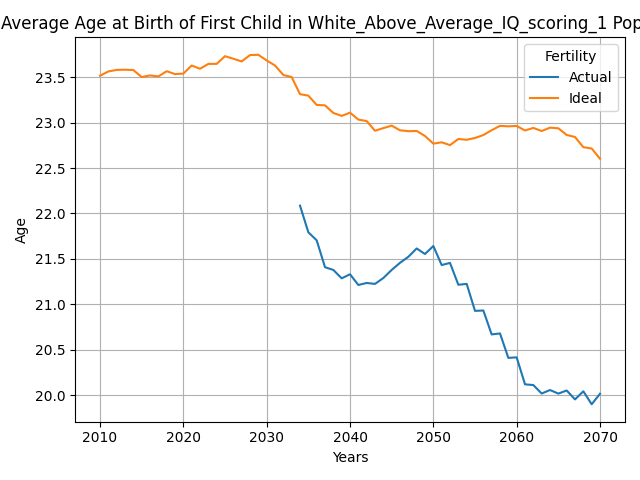 Average Age at Birth of First Child in White_Above_Average_IQ_scoring_1 Pop
Fertility
Actual
Ideal
23.5
23.0
22.5
22.0
21.5
21.0
20.5
20.0
Age
2010 2020 2030 2040 2050 2060 2070
Years